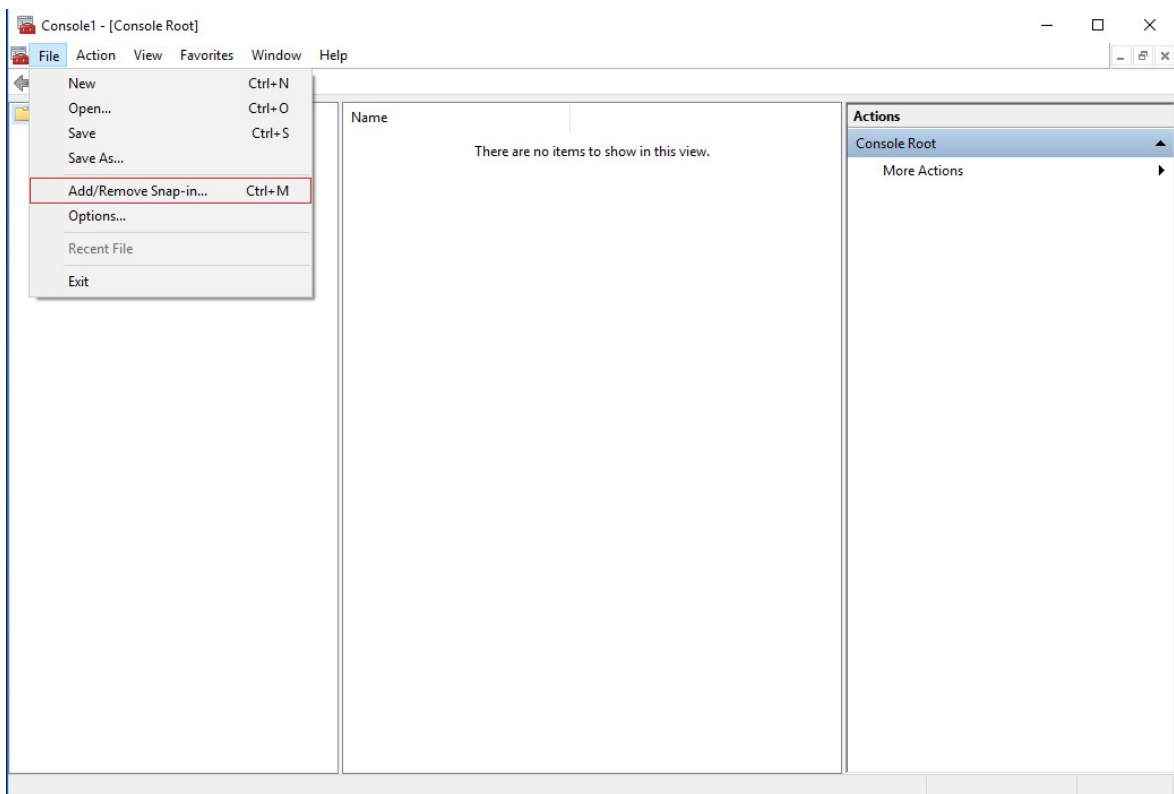 Console1 - [Console Root]
File Action View Favorites Window Help
New Ctrl+N
Open... Ctrl+O
Save Ctrl+S
Save As...
Add/Remove Snap-in... Ctrl+M
Options...
Recent File
Exit
Name
There are no items to show in this view.
Actions
Console Root
More Actions